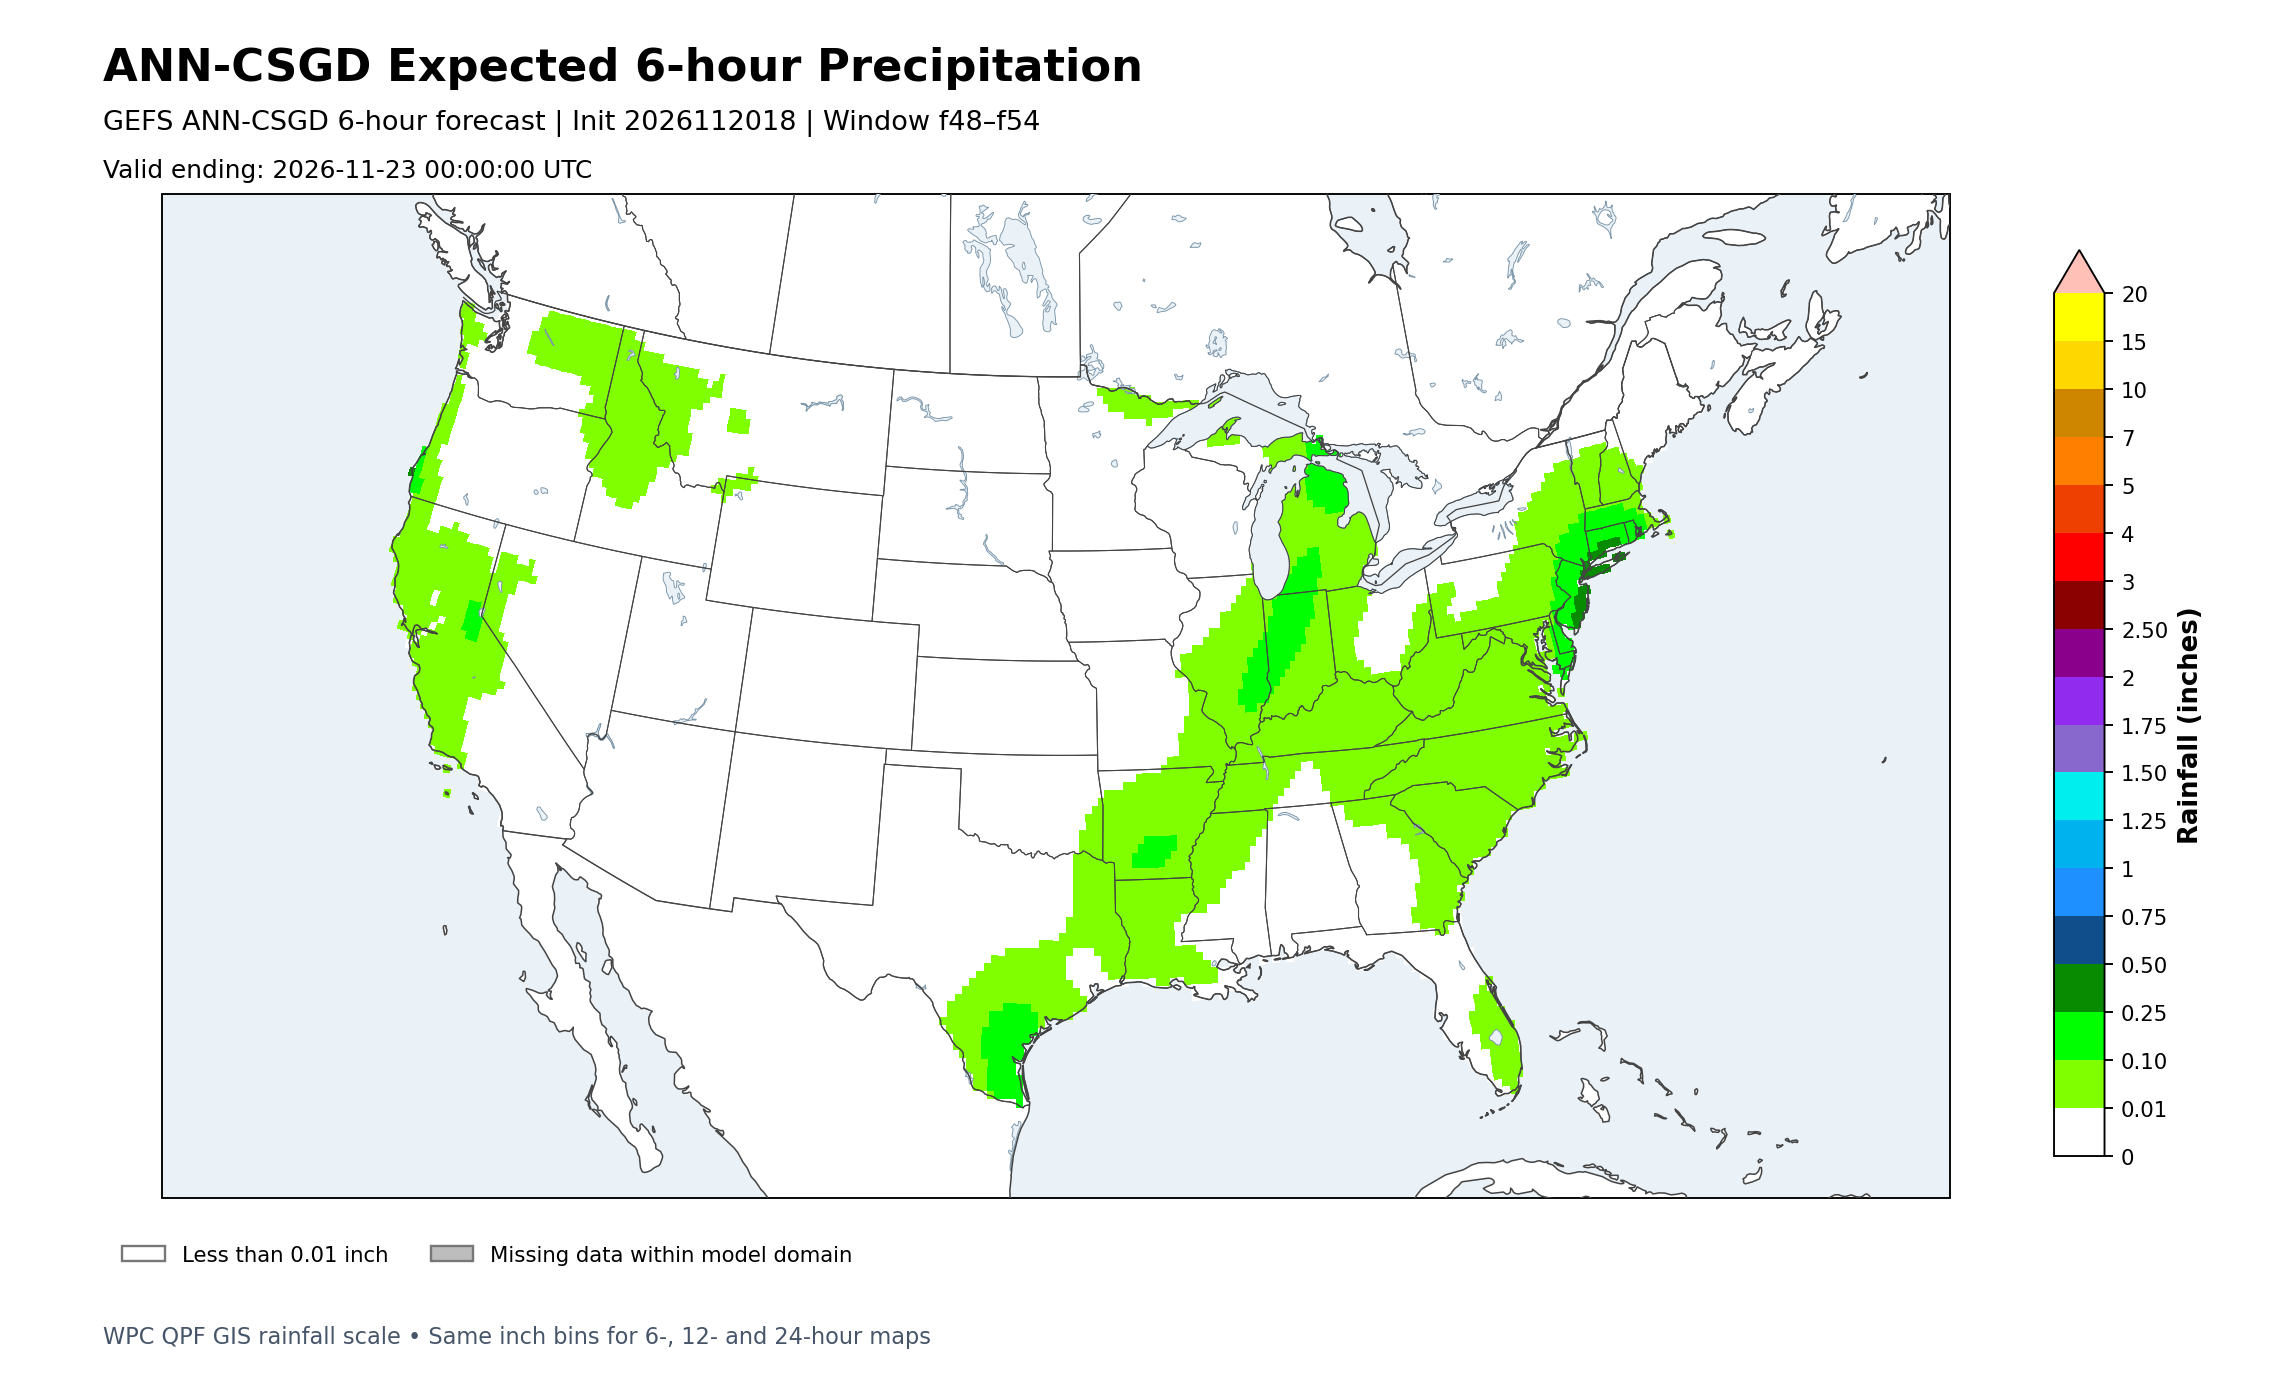 ANN-CSGD Expected 6-hour Precipitation
GEFS ANN-CSGD 6-hour forecast | Init 2026112018 | Window f48–f54
Valid ending: 2026-11-23 00:00:00 UTC
20
15
10
7
5
4
3
2.50
2
1.75
1.50
1.25
1
0.75
0.50
0.25
0.10
0.01
0
Rainfall (inches)
Less than 0.01 inch
Missing data within model domain
WPC QPF GIS rainfall scale • Same inch bins for 6-, 12- and 24-hour maps